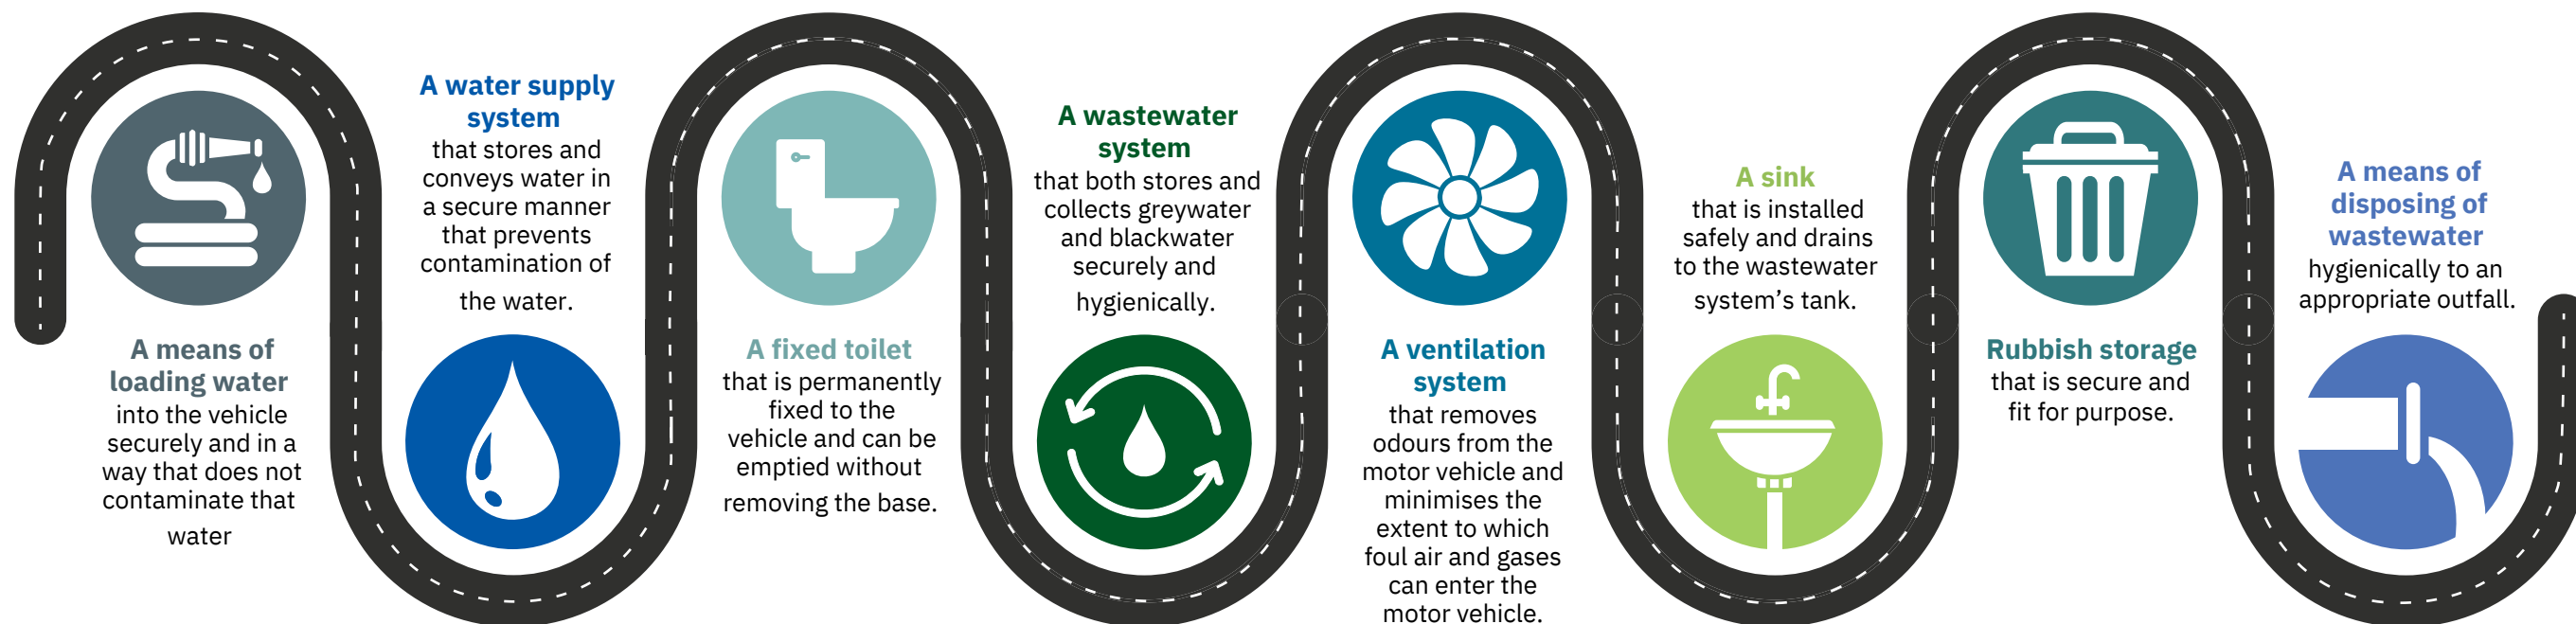 A means of
loading water
into the vehicle
securely and in a
way that does not
contaminate that
water
A water supply
system
that stores and
conveys water in
a secure manner
that prevents
contamination of
the water.
A fixed toilet
that is permanently
fixed to the
vehicle and can be
emptied without
removing the base.
A wastewater
system
that both stores and
collects greywater
and blackwater
securely and
hygienically.
A ventilation
system
that removes
odours from the
motor vehicle and
minimises the
extent to which
foul air and gases
can enter the
motor vehicle.
A sink
that is installed
safely and drains
to the wastewater
system’s tank.
Rubbish storage
that is secure and
fit for purpose.
A means of
disposing of
wastewater
hygienically to an
appropriate outfall.